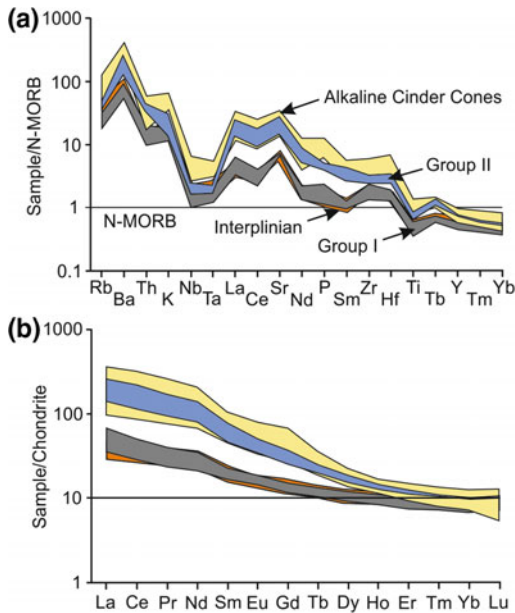 (a)
1000
100
10
1
0.1
Sample/N-MORB
Alkaline Cinder Cones
Group II
N-MORB
Interplinian
Group I
Rb Ba Th K Nb Ta La Ce Sr Nd P Sm Zr Hf Ti Tb Y Tm Yb
(b)
1000
100
10
1
Sample/Chondrite
La Ce Pr Nd Sm Eu Gd Tb Dy Ho Er Tm Yb Lu